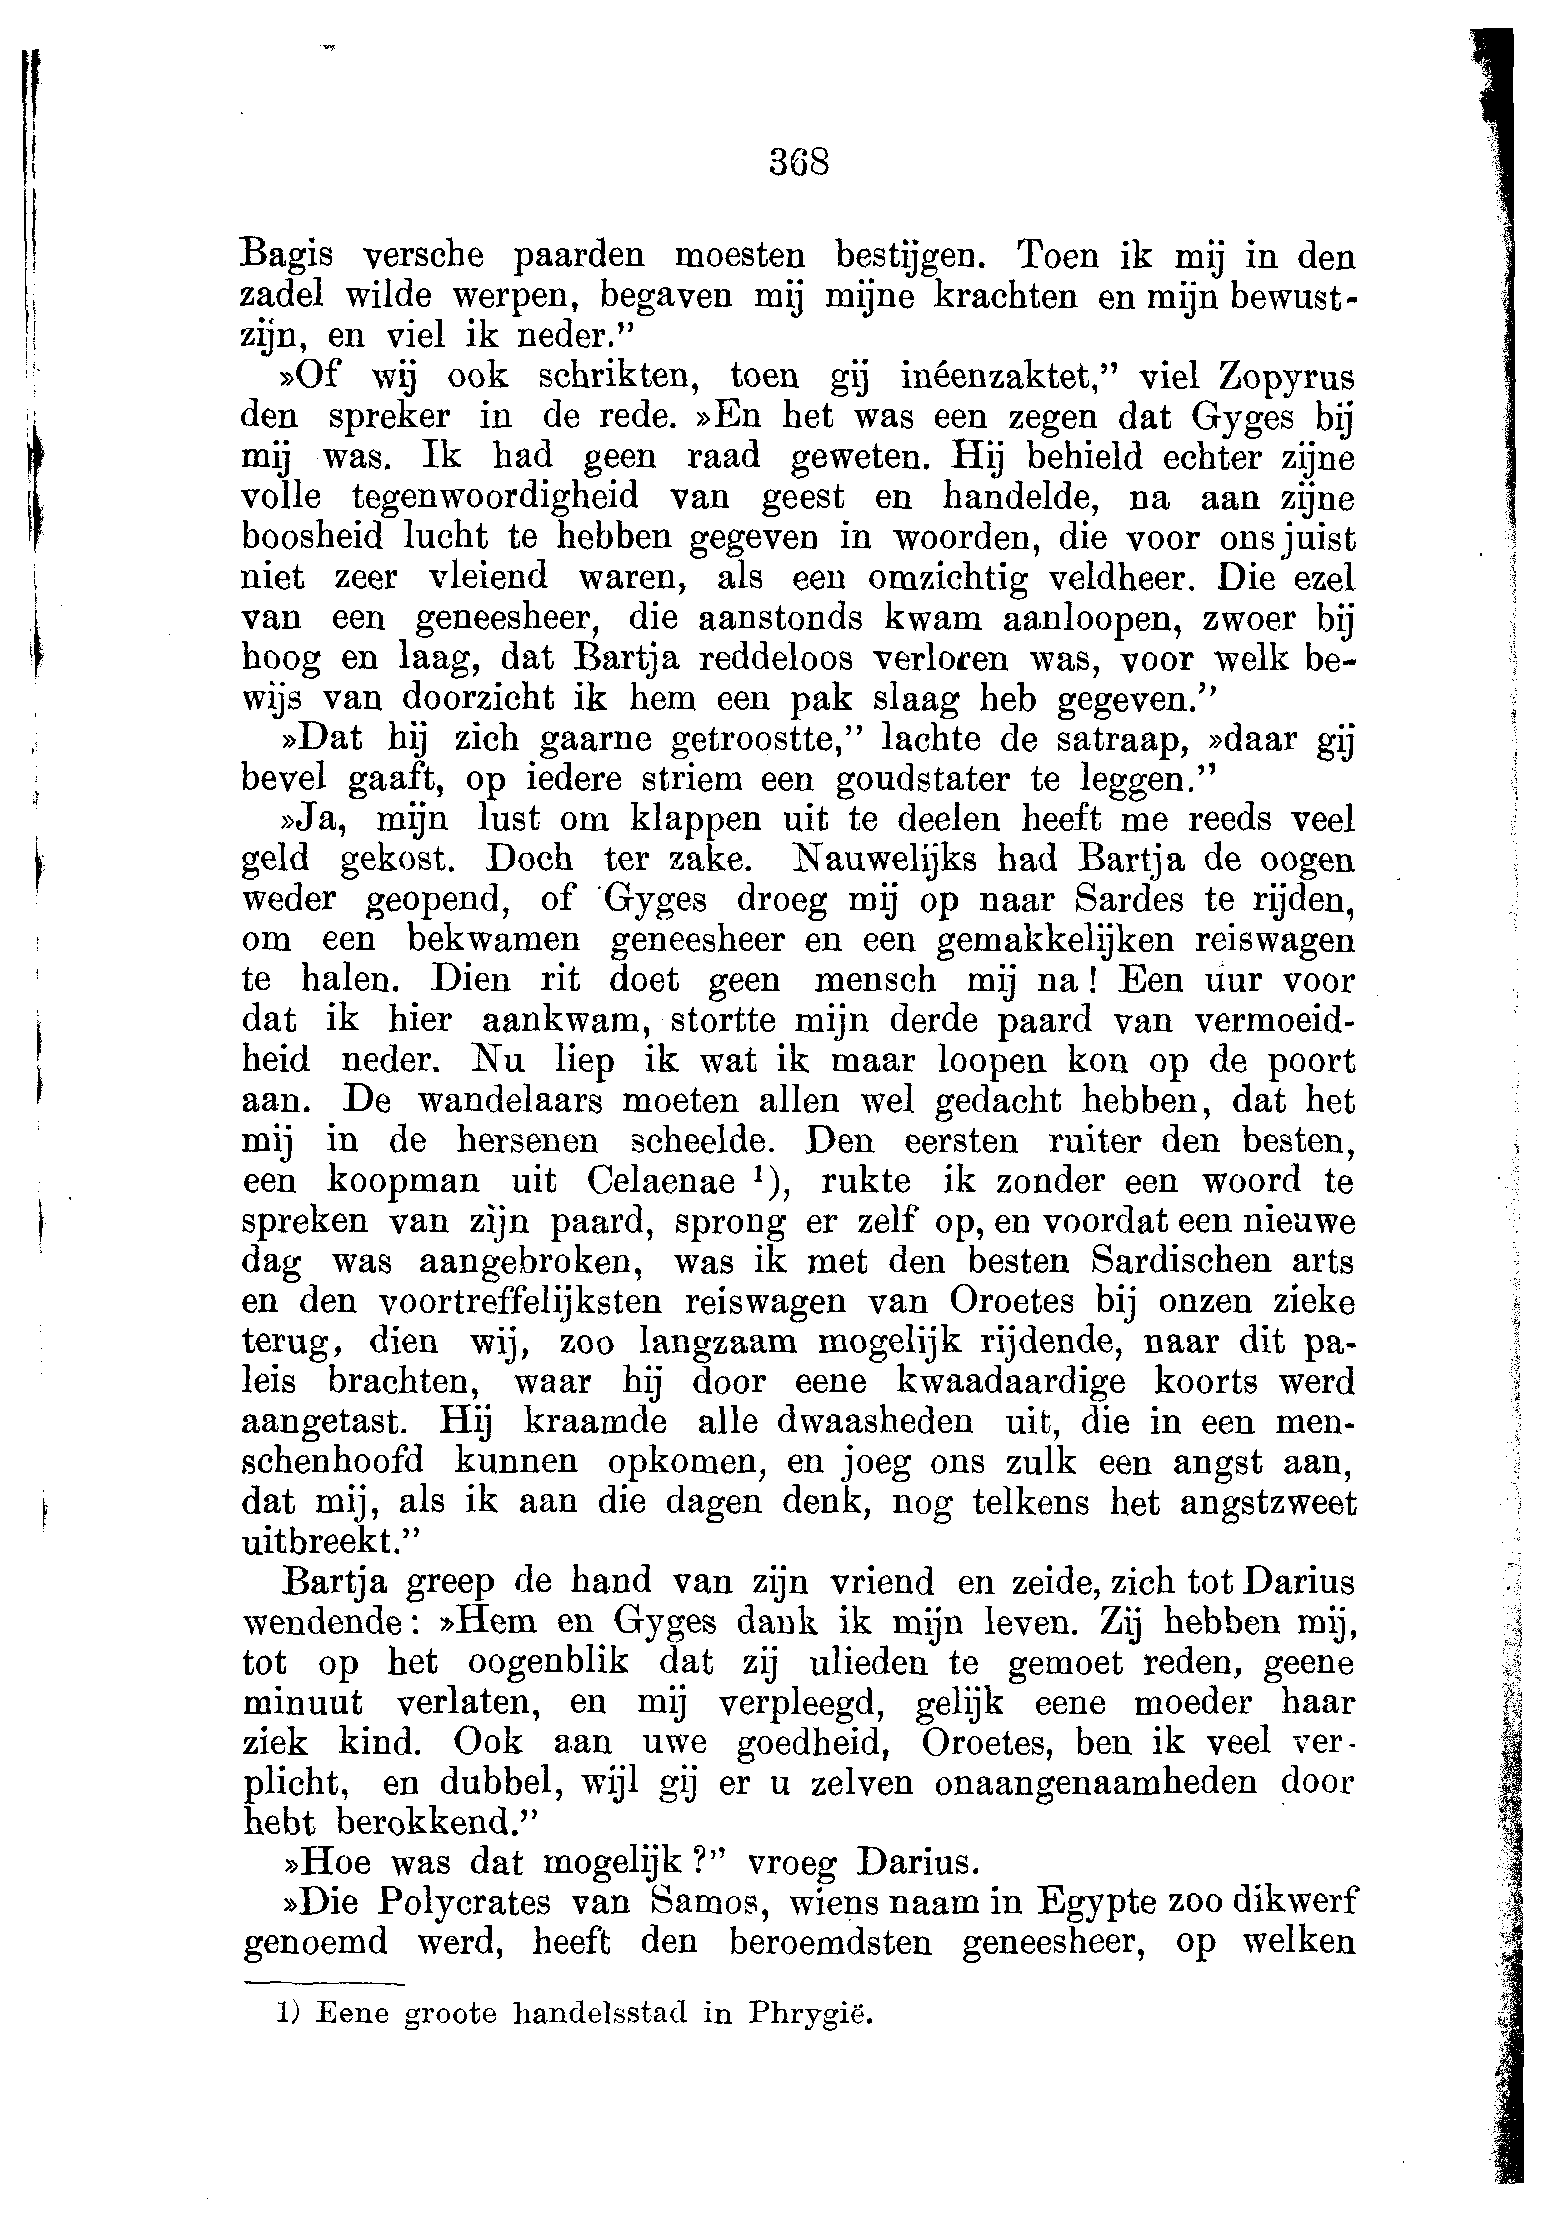 368
Bagis versche paarden moesten bestijgen. Toen ik mij in den
zadel wilde werpen, begaven mij mijne krachten en mijn bewust-
zijn, en viel ik neder.”
»Of wij ook schrikten, toen gij inéenzaktet,” viel Zopyrus
den spreker in de rede. »En het was een zegen dat Gyges bij
mij was. Ik had geen raad geweten. Hij behield echter zijne
volle tegenwoordigheid van geest en handelde, na aan zijne
boosheid lucht te hebben gegeven in woorden, die voor ons juist
niet zeer vleiend waren, als een omzichtig veldheer. Die ezel
van een geneesheer, die aanstonds kwam aanloopen, zwoer bij
hoog en laag, dat Bartja reddeloos verloren was, voor welk be-
wijs van doorzicht ik hem een pak slaag heb gegeven.”
»Dat hij zich gaarne getroostte,” lachte de satraap, »daar gij
bevel gaaft, op iedere striem een goudstater te leggen.”
»Ja, mijn lust om klappen uit te deelen heeft me reeds veel
geld gekost. Doch ter zake. Nauwelijks had Bartja de oogen
weder geopend, of Gyges droeg mij op naar Sardes te rijden,
om een bekwamen geneesheer en een gemakkelijken reiswagen
te halen. Dien rit doet geen mensch mij na! Een uur voor
dat ik hier aankwam, stortte mijn derde paard van vermoeid-
heid neder. Nu liep ik wat ik maar loopen kon op de poort
aan. De wandelaars moeten allen wel gedacht hebben, dat het
mij in de hersenen scheelde. Den eersten ruiter den besten,
een koopman uit Celaenae ¹), rukte ik zonder een woord te
spreken van zijn paard, sprong er zelf op, en voordat een nieuwe
dag was aangebroken, was ik met den besten Sardischen arts
en den voortreffelijksten reiswagen van Oroetes bij onzen zieke
terug, dien wij, zoo langzaam mogelijk rijdende, naar dit pa-
leis brachten, waar hij door eene kwaadaardige koorts werd
aangetast. Hij kraamde alle dwaasheden uit, die in een men-
schenhoofd kunnen opkomen, en joeg ons zulk een angst aan,
dat mij, als ik aan die dagen denk, nog telkens het angstzweet
uitbreekt.”
Bartja greep de hand van zijn vriend en zeide, zich tot Darius
wendende: »Hem en Gyges dank ik mijn leven. Zij hebben mij,
tot op het oogenblik dat zij ulieden te gemoet reden, geene
minuut verlaten, en mij verpleegd, gelijk eene moeder haar
ziek kind. Ook aan uwe goedheid, Oroetes, ben ik veel ver-
plicht, en dubbel, wijl gij er u zelven onaangenaamheden door
hebt berokkend.”
»Hoe was dat mogelijk?” vroeg Darius.
»Die Polycrates van Samos, wiens naam in Egypte zoo dikwerf
genoemd werd, heeft den beroemdsten geneesheer, op welken
1) Eene groote handelsstad in Phrygië.